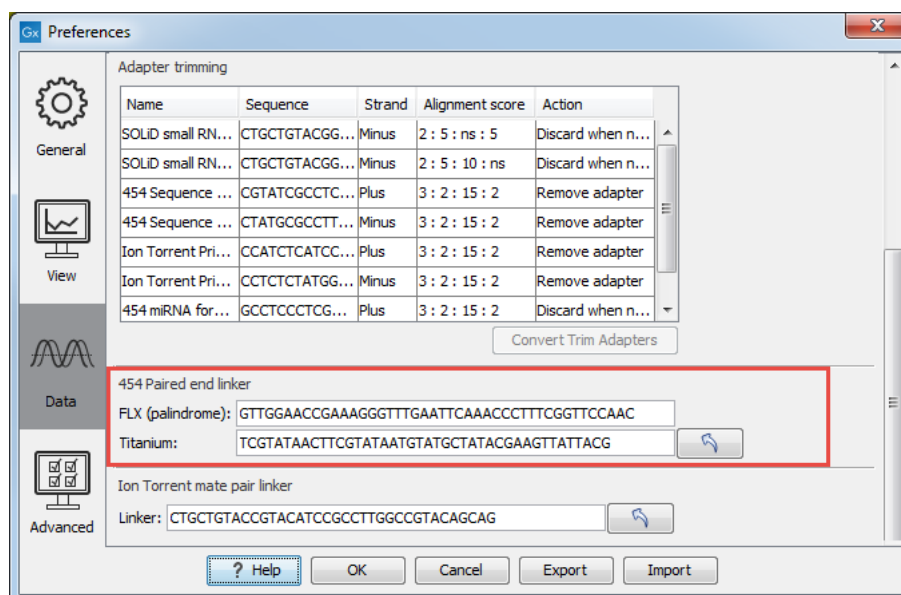 Gx Preferences
Adapter trimming
Name Sequence Strand Alignment score Action
SOLiD small RN... CTGCTGTACGG... Minus 2 : 5 : ns : 5 Discard when n...
SOLiD small RN... CTGCTGTACGG... Minus 2 : 5 : 10 : ns Discard when n...
454 Sequence ... CGTATCGCCTC... Plus 3 : 2 : 15 : 2 Remove adapter
454 Sequence ... CTATGCGCCTT... Minus 3 : 2 : 15 : 2 Remove adapter
Ion Torrent Pri... CCATCTCATCC... Plus 3 : 2 : 15 : 2 Remove adapter
Ion Torrent Pri... CCTCTCTATGG... Minus 3 : 2 : 15 : 2 Remove adapter
454 miRNA for... GCCTCCCTCG... Plus 3 : 2 : 15 : 2 Discard when n...
Convert Trim Adapters
General
View
Data
Advanced
454 Paired end linker
FLX (palindrome): GTTGGAACCGAAAGGGTTTGAATTCAAACCCTTTCGGTTCCAAC
Titanium: TCGTATAACTTCGTATAATGTATGCTATACGAAGTTATTACG
Ion Torrent mate pair linker
Linker: CTGCTGTACCGTACATCCGCCTTGGCCGTACAGCAG
? Help OK Cancel Export Import